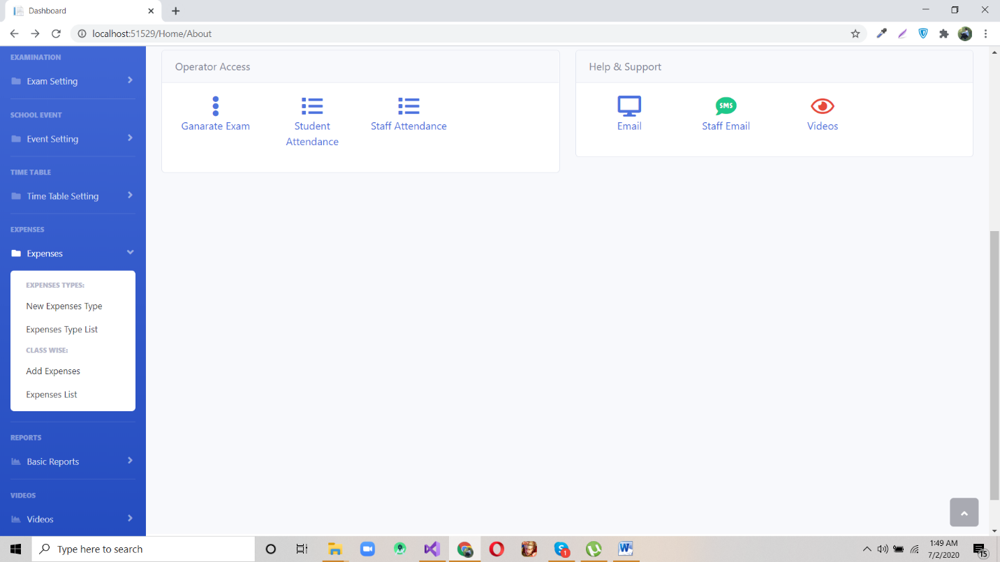 Dashboard
localhost:51529/Home/About
EXAMINATION
Exam Setting
SCHOOL EVENT
Event Setting
TIME TABLE
Time Table Setting
EXPENSES
Expenses
EXPENSES TYPES:
New Expenses Type
Expenses Type List
CLASS WISE:
Add Expenses
Expenses List
REPORTS
Basic Reports
VIDEOS
Videos
Operator Access
Ganarate Exam
Student
Attendance
Staff Attendance
Help & Support
Email
SMS
Staff Email
Videos
Type here to search
1
W
1:49 AM
7/2/2020
15